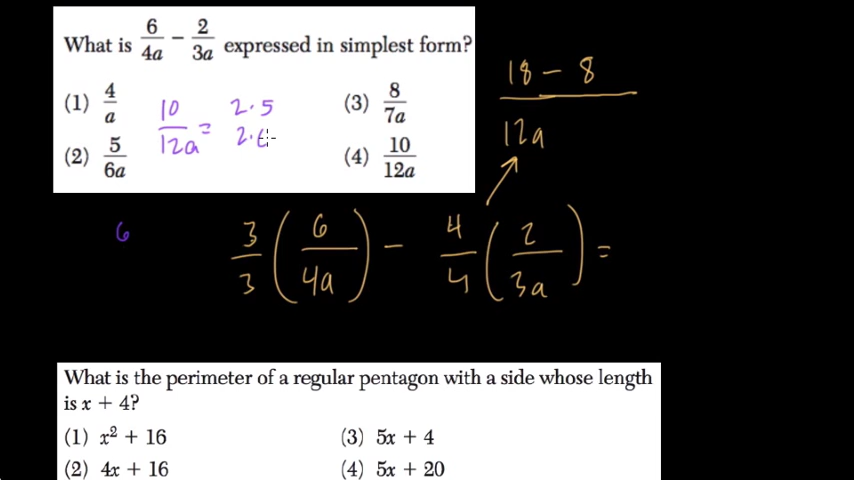 What is 6/4a − 2/3a expressed in simplest form?
(1) 4/a
(3) 8/7a
(2) 5/6a
(4) 10/12a
10/12a = 2·5/2·6
18 − 8
12a
6
3/3 (6/4a) − 4/4 (2/3a) =
What is the perimeter of a regular pentagon with a side whose length
is x + 4?
(1) x² + 16
(3) 5x + 4
(2) 4x + 16
(4) 5x + 20